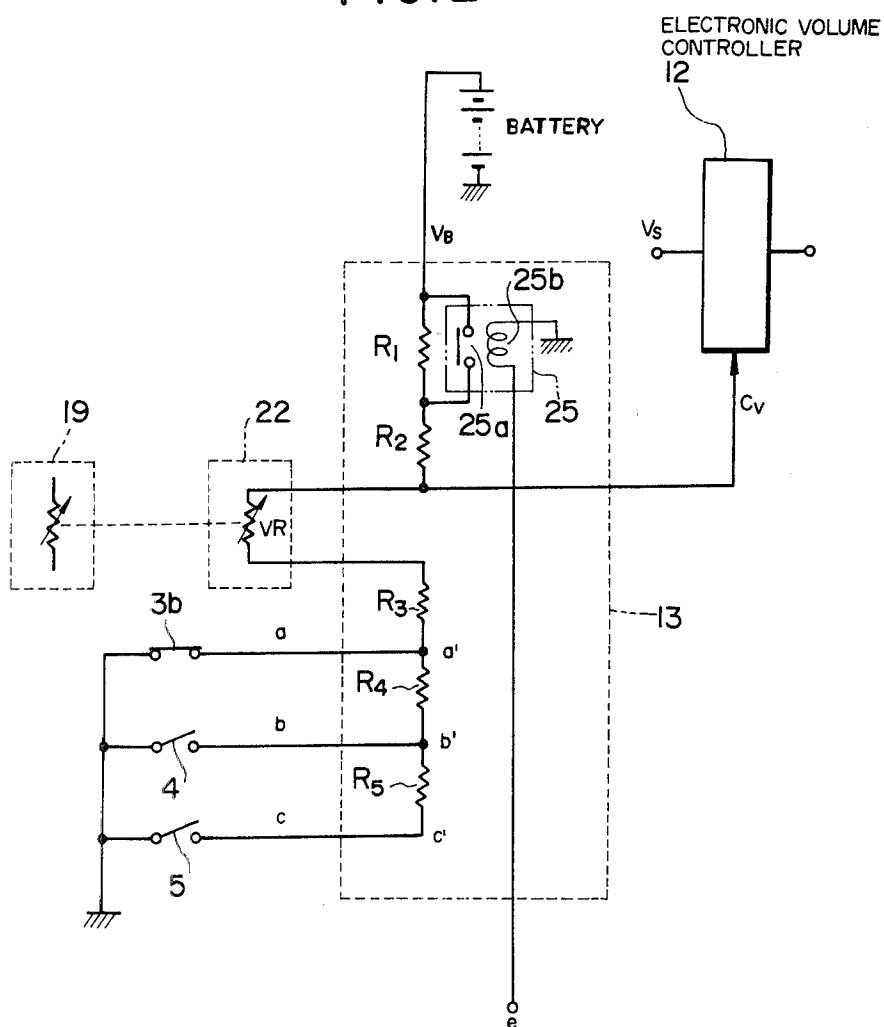 ELECTRONIC VOLUME
CONTROLLER
12
BATTERY
VB
VS
25b
R1
25a
25
CV
R2
19
22
VR
R3
13
3b
a
a'
R4
b
b'
4
R5
c
c'
5
e